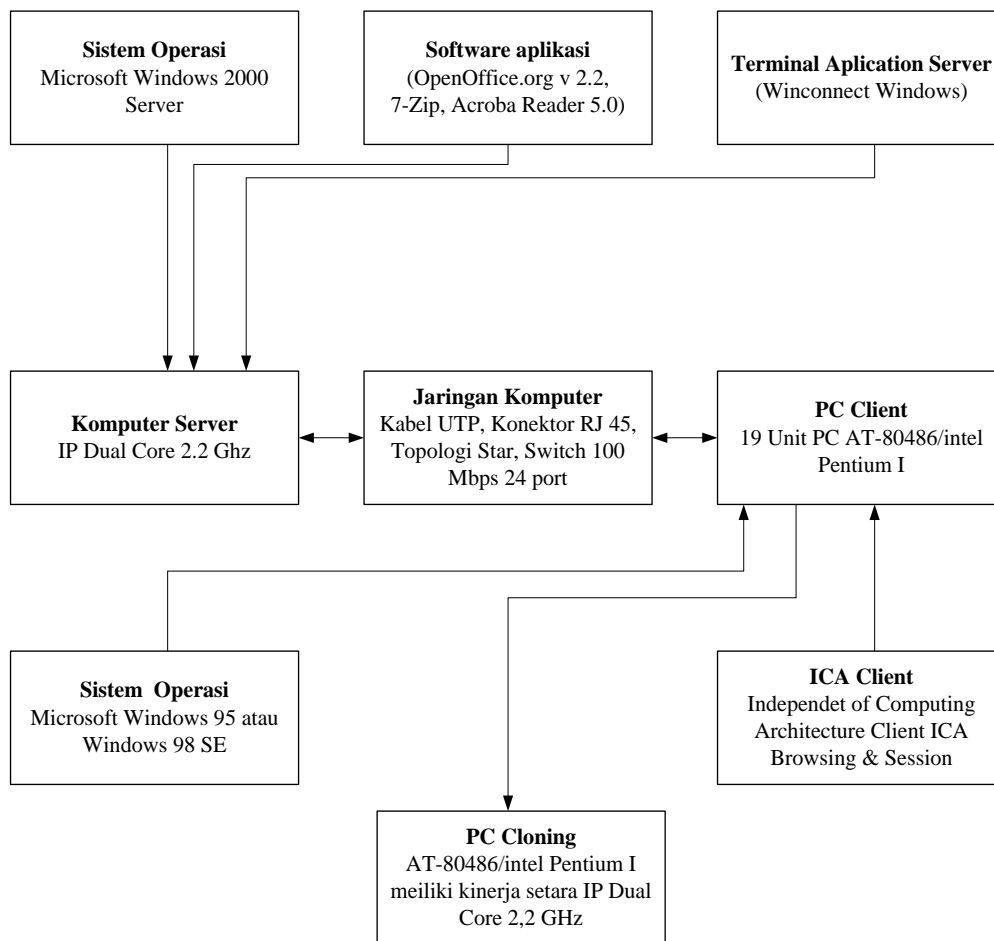 Sistem Operasi
Microsoft Windows 2000
Server
Software aplikasi
(OpenOffice.org v 2.2,
7-Zip, Acroba Reader 5.0)
Terminal Aplication Server
(Winconnect Windows)
Komputer Server
IP Dual Core 2.2 Ghz
Jaringan Komputer
Kabel UTP, Konektor RJ 45,
Topologi Star, Switch 100
Mbps 24 port
PC Client
19 Unit PC AT-80486/intel
Pentium I
Sistem Operasi
Microsoft Windows 95 atau
Windows 98 SE
ICA Client
Independet of Computing
Architecture Client ICA
Browsing & Session
PC Cloning
AT-80486/intel Pentium I
meiliki kinerja setara IP Dual
Core 2,2 GHz